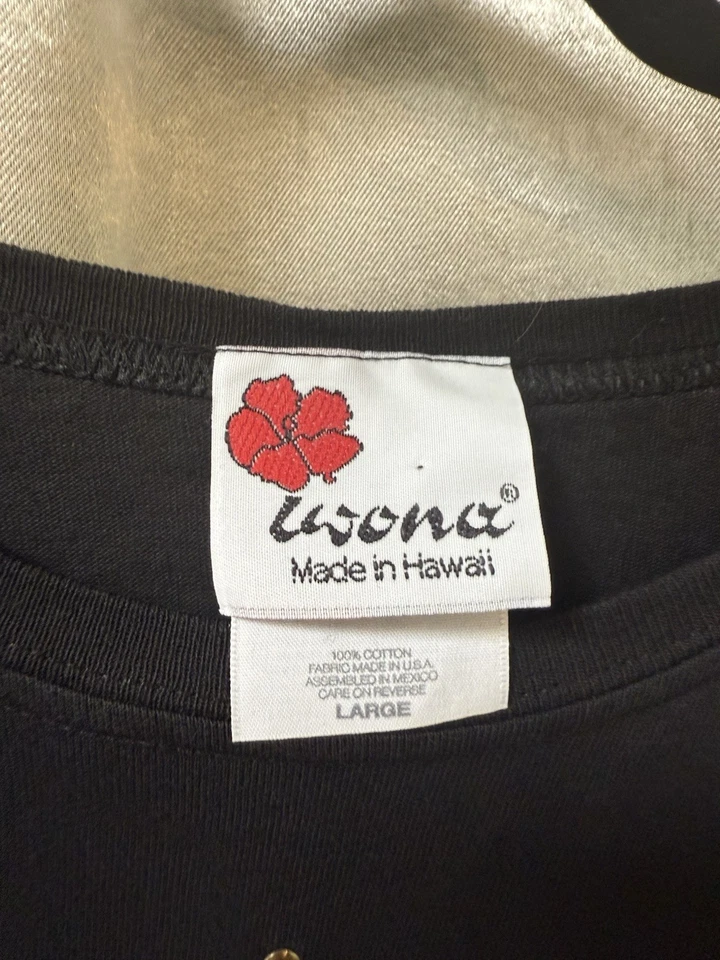 Iwona®
Made in Hawaii
100% COTTON
FABRIC MADE IN U.S.A.
ASSEMBLED IN MEXICO
CARE ON REVERSE
LARGE